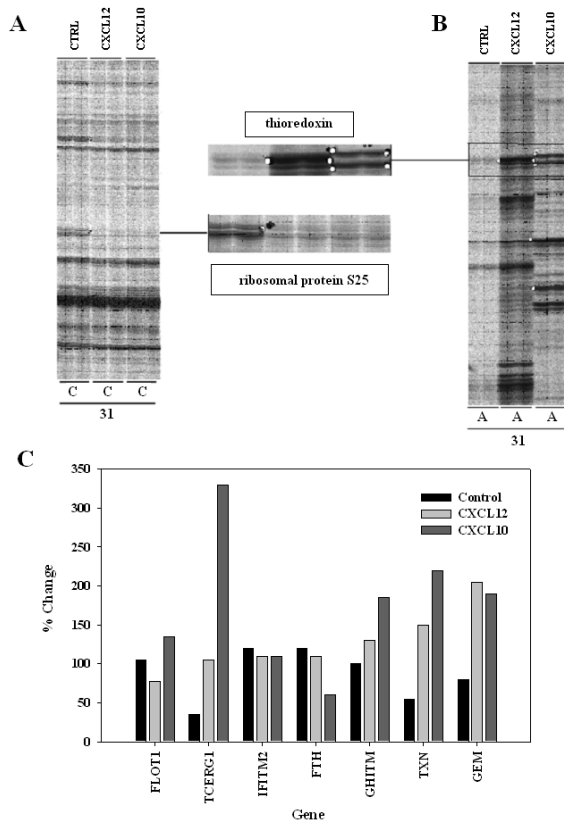 A
CTRL
CXCL12
CXCL10
B
CTRL
CXCL12
CXCL10
thioredoxin
ribosomal protein S25
C C C
31
A A A
31
C
350
300
250
200
150
100
50
0
% Change
Control
CXCL12
CXCL10
FLOT1
TCERG1
IFITM2
FTH
GHITM
TXN
GEM
Gene